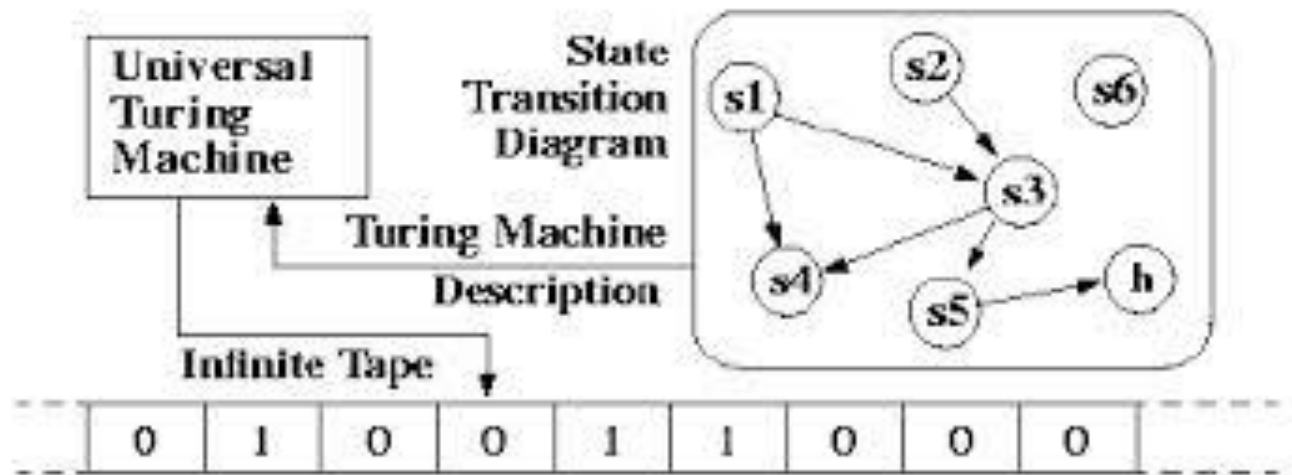 Universal
Turing
Machine
State
Transition
Diagram
s1
s2
s6
s3
s4
s5
h
Turing Machine
Description
Infinite Tape
0 1 0 0 1 1 0 0 0